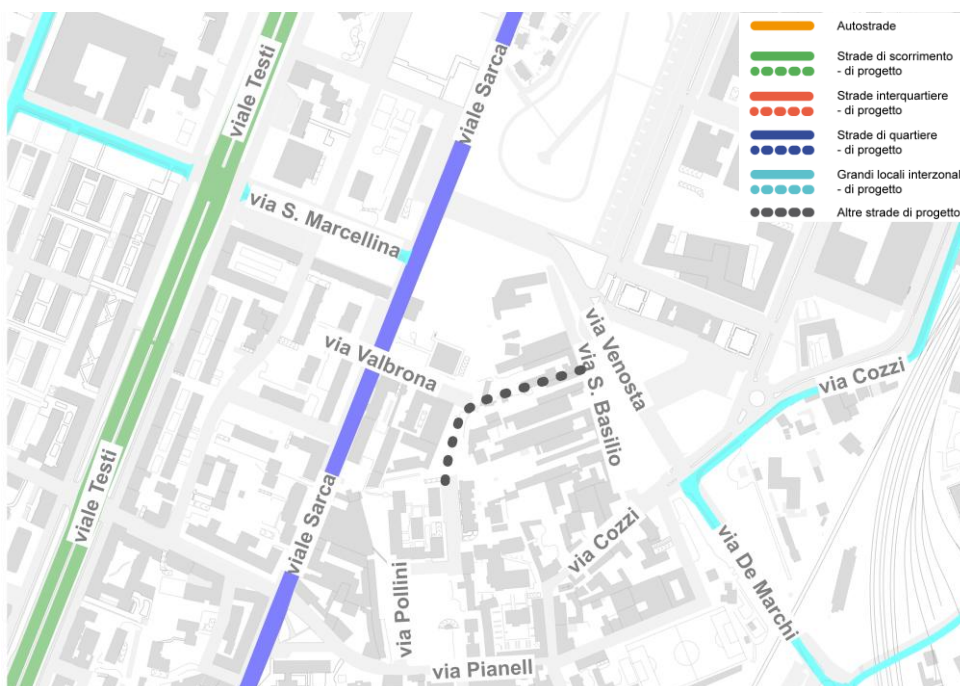 Autostrade
Strade di scorrimento
- di progetto
Strade interquartiere
- di progetto
Strade di quartiere
- di progetto
Grandi locali interzonal
- di progetto
Altre strade di progetto
viale Testi
viale Sarca
via S. Marcellina
via Valbrona
via Venosta
via S. Basilio
via Cozzi
viale Testi
viale Sarca
via Cozzi
via De Marchi
via Pollini
via Pianell